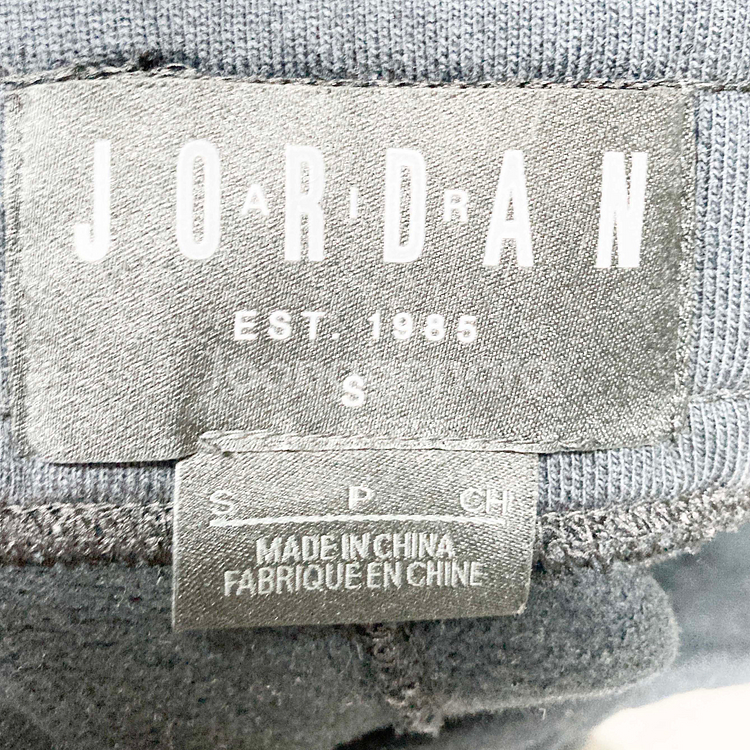 JORDAN
AIR
EST. 1985
S
S P CH
MADE IN CHINA
FABRIQUE EN CHINE